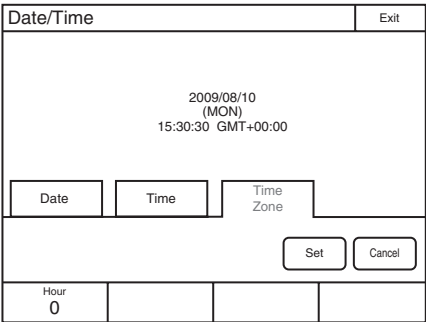 Date/Time
Exit
2009/08/10
(MON)
15:30:30 GMT+00:00
Date
Time
Time
Zone
Set
Cancel
Hour
0